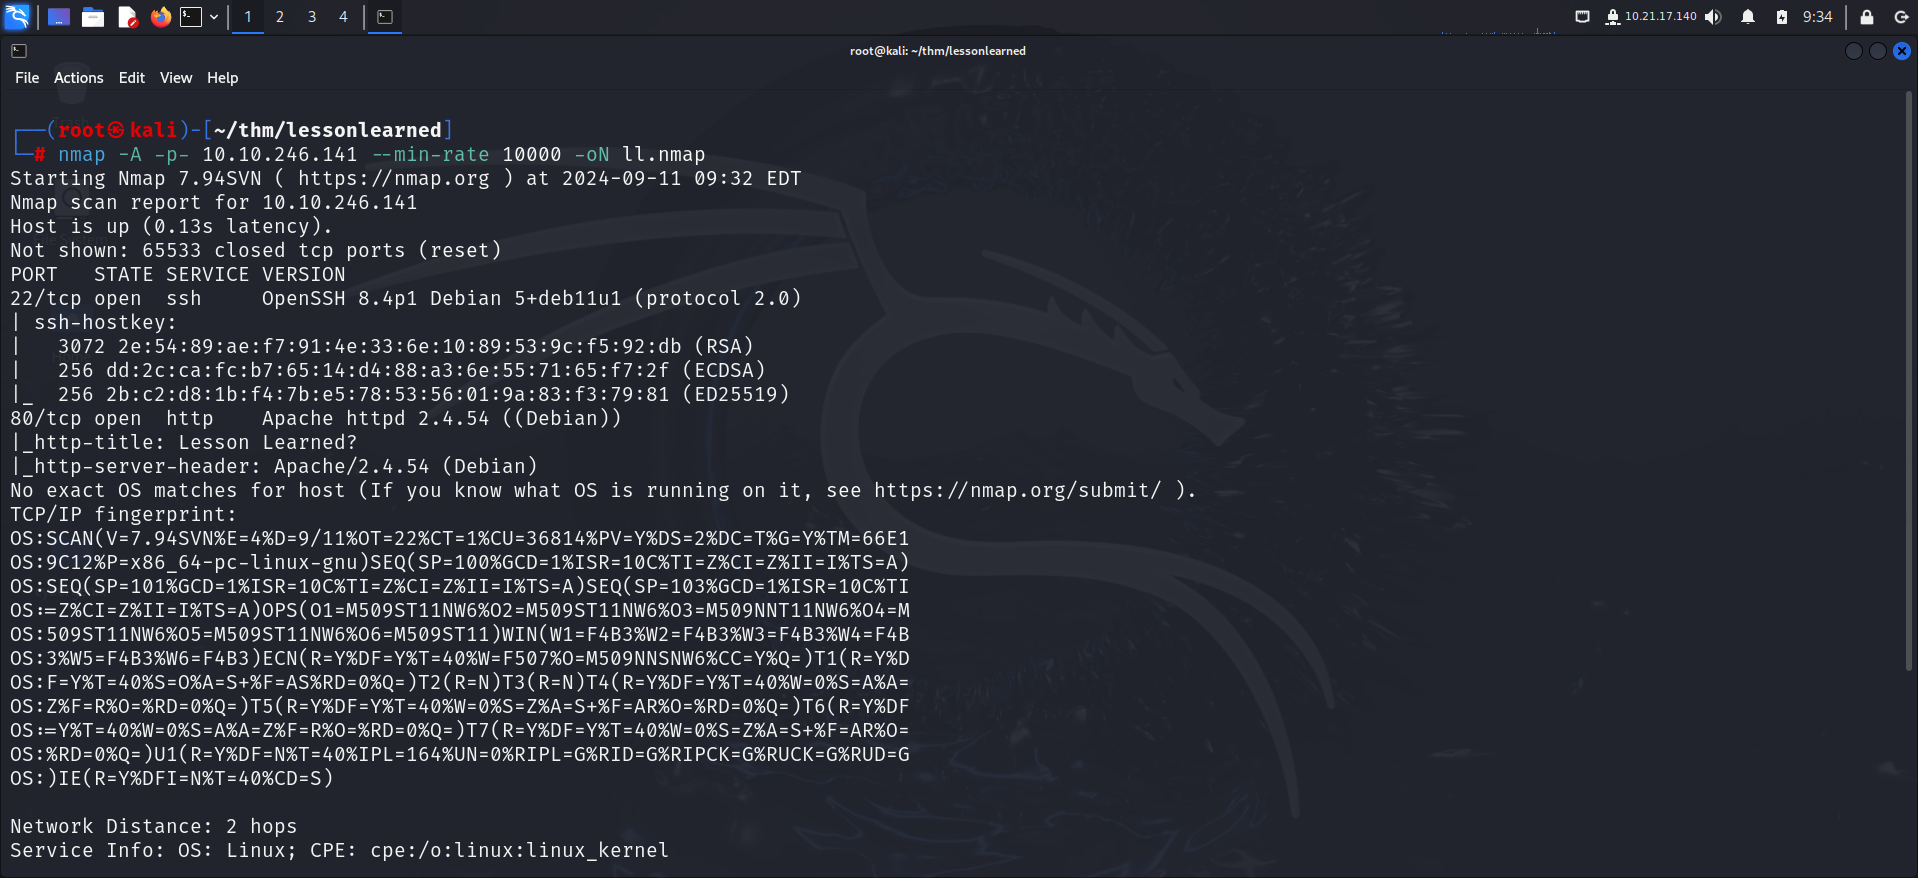 1 2 3 4 10.21.17.140 9:34
root@kali: ~/thm/lessonlearned
File Actions Edit View Help
(root㉿kali)-[~/thm/lessonlearned]
# nmap -A -p- 10.10.246.141 --min-rate 10000 -oN ll.nmap
Starting Nmap 7.94SVN ( https://nmap.org ) at 2024-09-11 09:32 EDT
Nmap scan report for 10.10.246.141
Host is up (0.13s latency).
Not shown: 65533 closed tcp ports (reset)
PORT   STATE SERVICE VERSION
22/tcp open  ssh     OpenSSH 8.4p1 Debian 5+deb11u1 (protocol 2.0)
| ssh-hostkey:
|   3072 2e:54:89:ae:f7:91:4e:33:6e:10:89:53:9c:f5:92:db (RSA)
|   256 dd:2c:ca:fc:b7:65:14:d4:88:a3:6e:55:71:65:f7:2f (ECDSA)
|_  256 2b:c2:d8:1b:f4:7b:e5:78:53:56:01:9a:83:f3:79:81 (ED25519)
80/tcp open  http    Apache httpd 2.4.54 ((Debian))
|_http-title: Lesson Learned?
|_http-server-header: Apache/2.4.54 (Debian)
No exact OS matches for host (If you know what OS is running on it, see https://nmap.org/submit/ ).
TCP/IP fingerprint:
OS:SCAN(V=7.94SVN%E=4%D=9/11%OT=22%CT=1%CU=36814%PV=Y%DS=2%DC=T%G=Y%TM=66E1
OS:9C12%P=x86_64-pc-linux-gnu)SEQ(SP=100%GCD=1%ISR=10C%TI=Z%CI=Z%II=I%TS=A)
OS:SEQ(SP=101%GCD=1%ISR=10C%TI=Z%CI=Z%II=I%TS=A)SEQ(SP=103%GCD=1%ISR=10C%TI
OS:=Z%CI=Z%II=I%TS=A)OPS(O1=M509ST11NW6%O2=M509ST11NW6%O3=M509NNT11NW6%O4=M
OS:509ST11NW6%O5=M509ST11NW6%O6=M509ST11)WIN(W1=F4B3%W2=F4B3%W3=F4B3%W4=F4B
OS:3%W5=F4B3%W6=F4B3)ECN(R=Y%DF=Y%T=40%W=F507%O=M509NNSNW6%CC=Y%Q=)T1(R=Y%D
OS:F=Y%T=40%S=O%A=S+%F=AS%RD=0%Q=)T2(R=N)T3(R=N)T4(R=Y%DF=Y%T=40%W=0%S=A%A=
OS:Z%F=R%O=%RD=0%Q=)T5(R=Y%DF=Y%T=40%W=0%S=Z%A=S+%F=AR%O=%RD=0%Q=)T6(R=Y%DF
OS:=Y%T=40%W=0%S=A%A=Z%F=R%O=%RD=0%Q=)T7(R=Y%DF=Y%T=40%W=0%S=Z%A=S+%F=AR%O=
OS:%RD=0%Q=)U1(R=Y%DF=N%T=40%IPL=164%UN=0%RIPL=G%RID=G%RIPCK=G%RUCK=G%RUD=G
OS:)IE(R=Y%DFI=N%T=40%CD=S)
Network Distance: 2 hops
Service Info: OS: Linux; CPE: cpe:/o:linux:linux_kernel